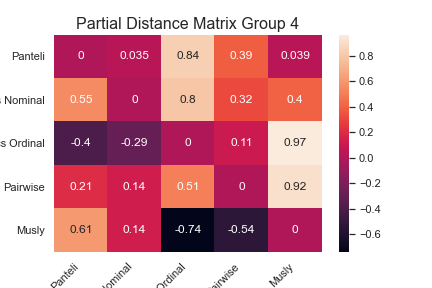 Partial Distance Matrix Group 4
Panteli 0 0.035 0.84 0.39 0.039
s Nominal 0.55 0 0.8 0.32 0.4
cs Ordinal -0.4 -0.29 0 0.11 0.97
Pairwise 0.21 0.14 0.51 0 0.92
Musly 0.61 0.14 -0.74 -0.54 0
Panteli ominal Ordinal airwise Musly
0.8
0.6
0.4
0.2
0.0
−0.2
−0.4
−0.6